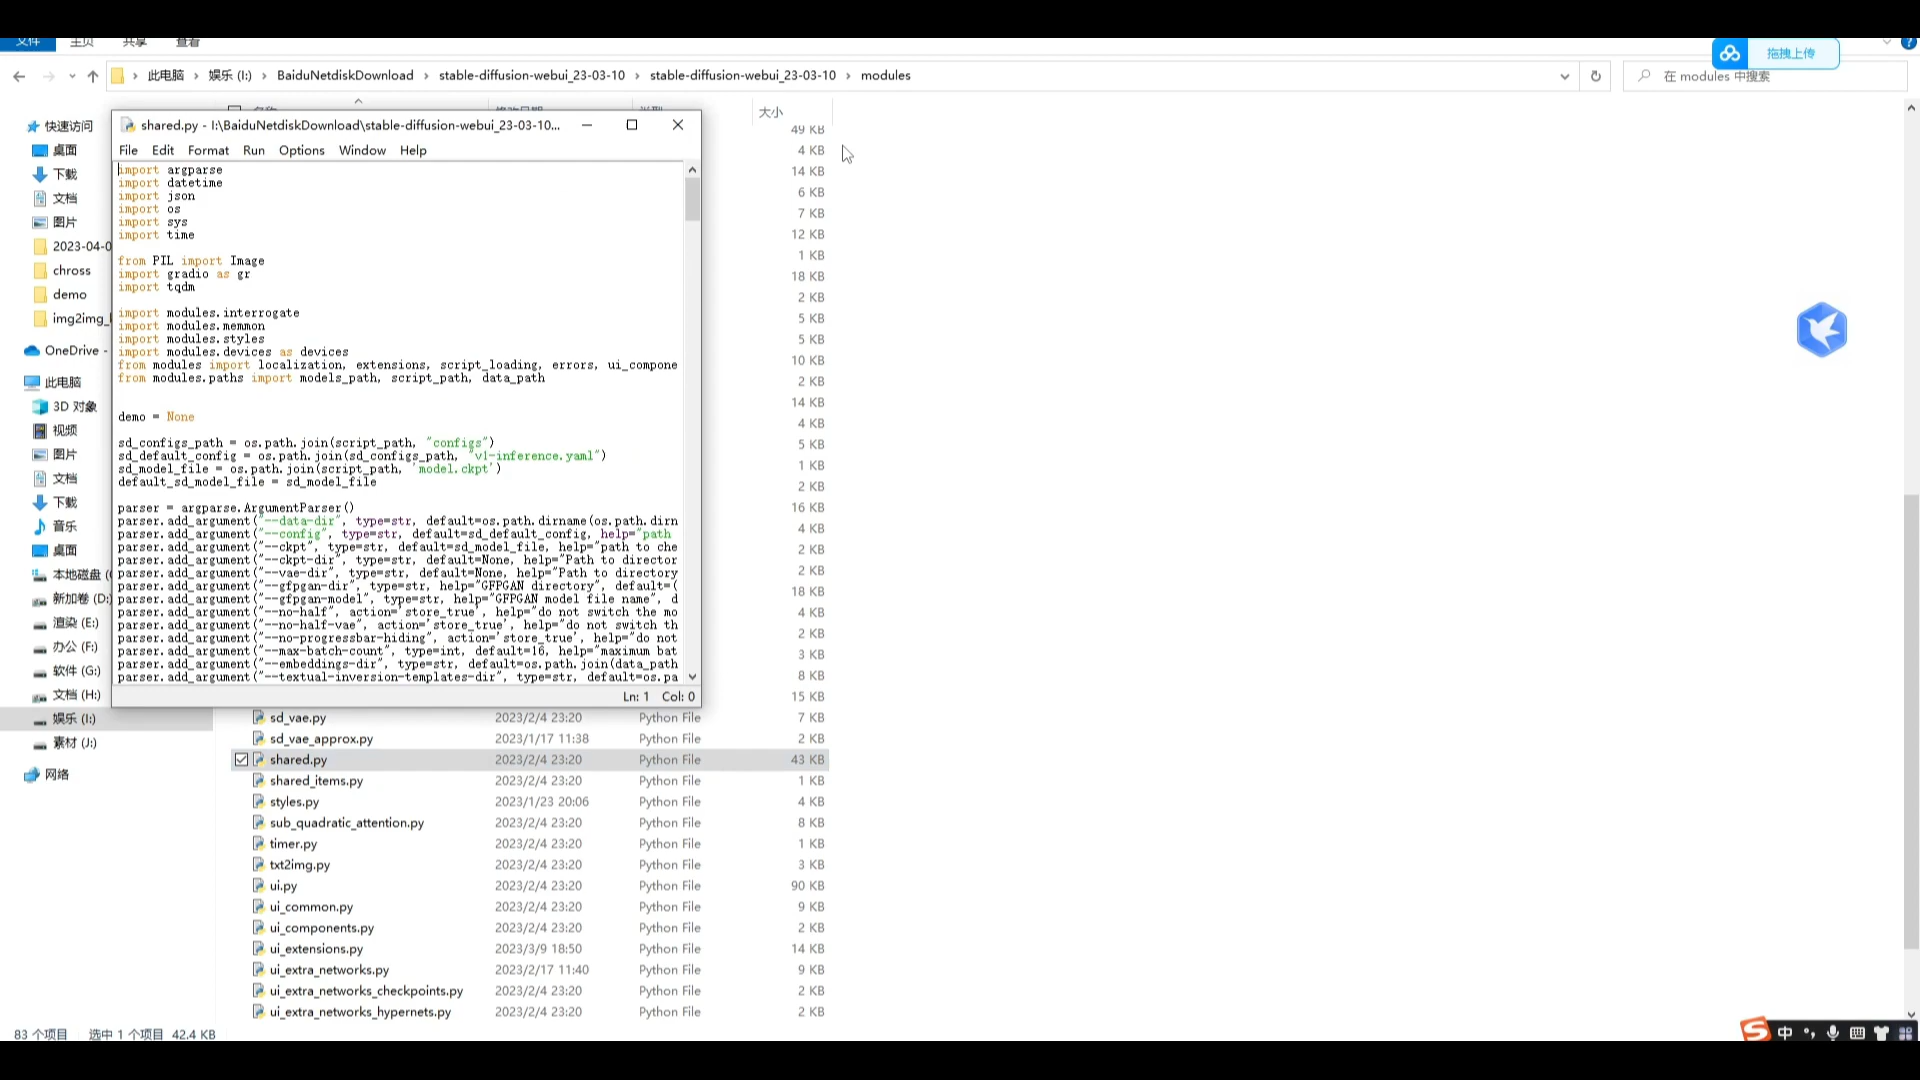 文件 主页 共享 查看
拖拽上传
此电脑 › 娱乐 (I:) › BaiduNetdiskDownload › stable-diffusion-webui_23-03-10 › stable-diffusion-webui_23-03-10 › modules
在 modules 中搜索
名称 修改日期 类型 大小
快速访问
桌面
下载
文档
图片
2023-04-0
chross
demo
img2img_
OneDrive -
此电脑
3D 对象
视频
图片
文档
下载
音乐
桌面
本地磁盘 (
新加卷 (D:)
渲染 (E:)
办公 (F:)
软件 (G:)
文档 (H:)
娱乐 (I:)
素材 (J:)
网络
shared.py - I:\BaiduNetdiskDownload\stable-diffusion-webui_23-03-10...
File Edit Format Run Options Window Help
import argparse
import datetime
import json
import os
import sys
import time
from PIL import Image
import gradio as gr
import tqdm
import modules.interrogate
import modules.memmon
import modules.styles
import modules.devices as devices
from modules import localization, extensions, script_loading, errors, ui_compone
from modules.paths import models_path, script_path, data_path
demo = None
sd_configs_path = os.path.join(script_path, "configs")
sd_default_config = os.path.join(sd_configs_path, "v1-inference.yaml")
sd_model_file = os.path.join(script_path, 'model.ckpt')
default_sd_model_file = sd_model_file
parser = argparse.ArgumentParser()
parser.add_argument("--data-dir", type=str, default=os.path.dirname(os.path.dirn
parser.add_argument("--config", type=str, default=sd_default_config, help="path
parser.add_argument("--ckpt", type=str, default=sd_model_file, help="path to che
parser.add_argument("--ckpt-dir", type=str, default=None, help="Path to director
parser.add_argument("--vae-dir", type=str, default=None, help="Path to directory
parser.add_argument("--gfpgan-dir", type=str, help="GFPGAN directory", default=(
parser.add_argument("--gfpgan-model", type=str, help="GFPGAN model file name", d
parser.add_argument("--no-half", action='store_true', help="do not switch the mo
parser.add_argument("--no-half-vae", action='store_true', help="do not switch th
parser.add_argument("--no-progressbar-hiding", action='store_true', help="do not
parser.add_argument("--max-batch-count", type=int, default=16, help="maximum bat
parser.add_argument("--embeddings-dir", type=str, default=os.path.join(data_path
parser.add_argument("--textual-inversion-templates-dir", type=str, default=os.pa
Ln: 1 Col: 0
49 KB
4 KB
14 KB
6 KB
7 KB
12 KB
1 KB
18 KB
2 KB
5 KB
5 KB
10 KB
2 KB
14 KB
4 KB
5 KB
1 KB
2 KB
16 KB
4 KB
2 KB
2 KB
18 KB
4 KB
2 KB
3 KB
8 KB
15 KB
sd_vae.py 2023/2/4 23:20 Python File 7 KB
sd_vae_approx.py 2023/1/17 11:38 Python File 2 KB
shared.py 2023/2/4 23:20 Python File 43 KB
shared_items.py 2023/2/4 23:20 Python File 1 KB
styles.py 2023/1/23 20:06 Python File 4 KB
sub_quadratic_attention.py 2023/2/4 23:20 Python File 8 KB
timer.py 2023/2/4 23:20 Python File 1 KB
txt2img.py 2023/2/4 23:20 Python File 3 KB
ui.py 2023/2/4 23:20 Python File 90 KB
ui_common.py 2023/2/4 23:20 Python File 9 KB
ui_components.py 2023/2/4 23:20 Python File 2 KB
ui_extensions.py 2023/3/9 18:50 Python File 14 KB
ui_extra_networks.py 2023/2/17 11:40 Python File 9 KB
ui_extra_networks_checkpoints.py 2023/2/4 23:20 Python File 2 KB
ui_extra_networks_hypernets.py 2023/2/4 23:20 Python File 2 KB
83 个项目 选中 1 个项目 42.4 KB
中